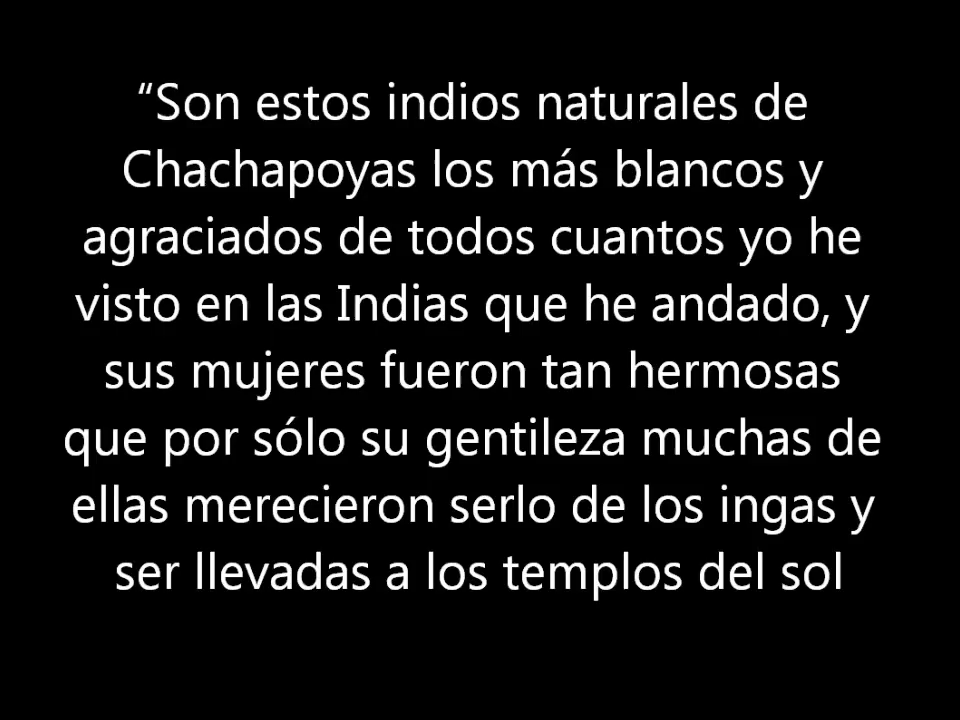 “Son estos indios naturales de
Chachapoyas los más blancos y
agraciados de todos cuantos yo he
visto en las Indias que he andado, y
sus mujeres fueron tan hermosas
que por sólo su gentileza muchas de
ellas merecieron serlo de los ingas y
ser llevadas a los templos del sol